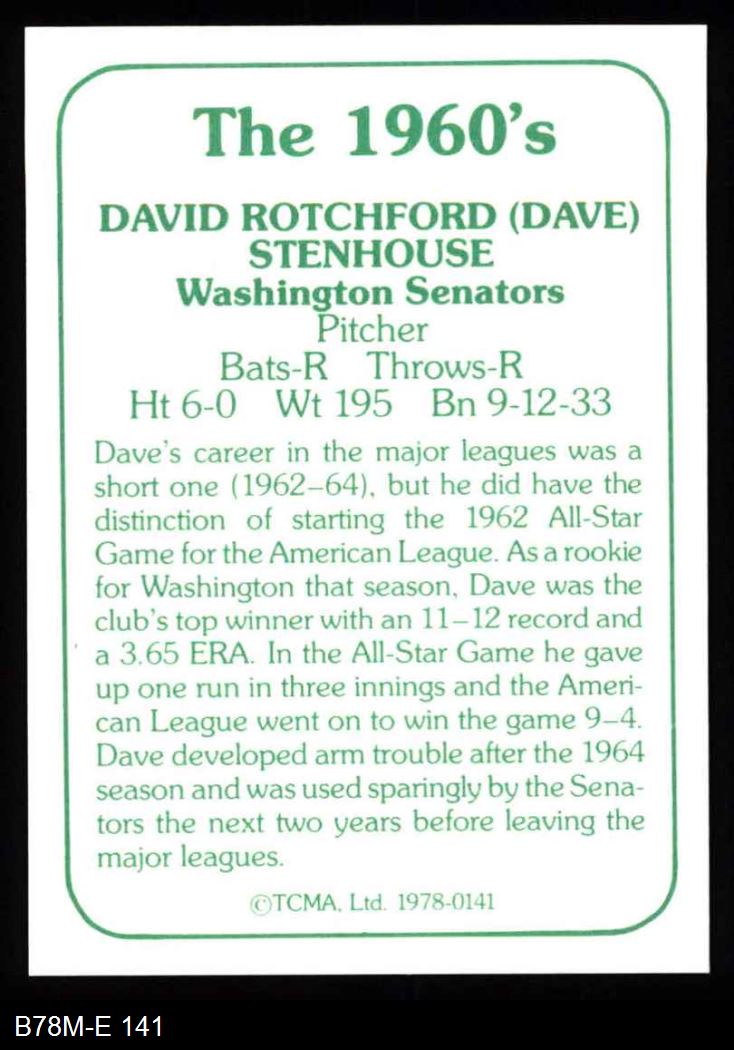 The 1960's
DAVID ROTCHFORD (DAVE)
STENHOUSE
Washington Senators
Pitcher
Bats-R Throws-R
Ht 6-0 Wt 195 Bn 9-12-33
Dave's career in the major leagues was a
short one (1962–64), but he did have the
distinction of starting the 1962 All-Star
Game for the American League. As a rookie
for Washington that season, Dave was the
club's top winner with an 11–12 record and
a 3.65 ERA. In the All-Star Game he gave
up one run in three innings and the Ameri-
can League went on to win the game 9–4.
Dave developed arm trouble after the 1964
season and was used sparingly by the Sena-
tors the next two years before leaving the
major leagues.
©TCMA, Ltd. 1978-0141
B78M-E 141